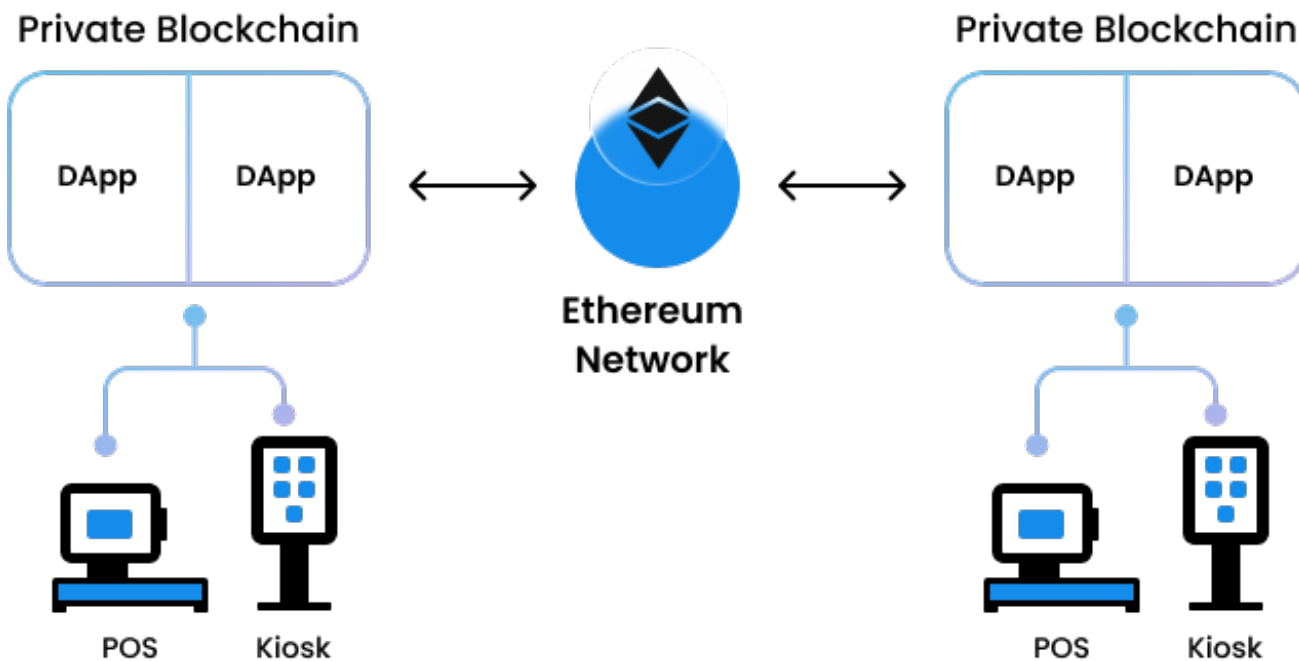 Private Blockchain
Private Blockchain
DApp
DApp
DApp
DApp
Ethereum
Network
POS
Kiosk
POS
Kiosk